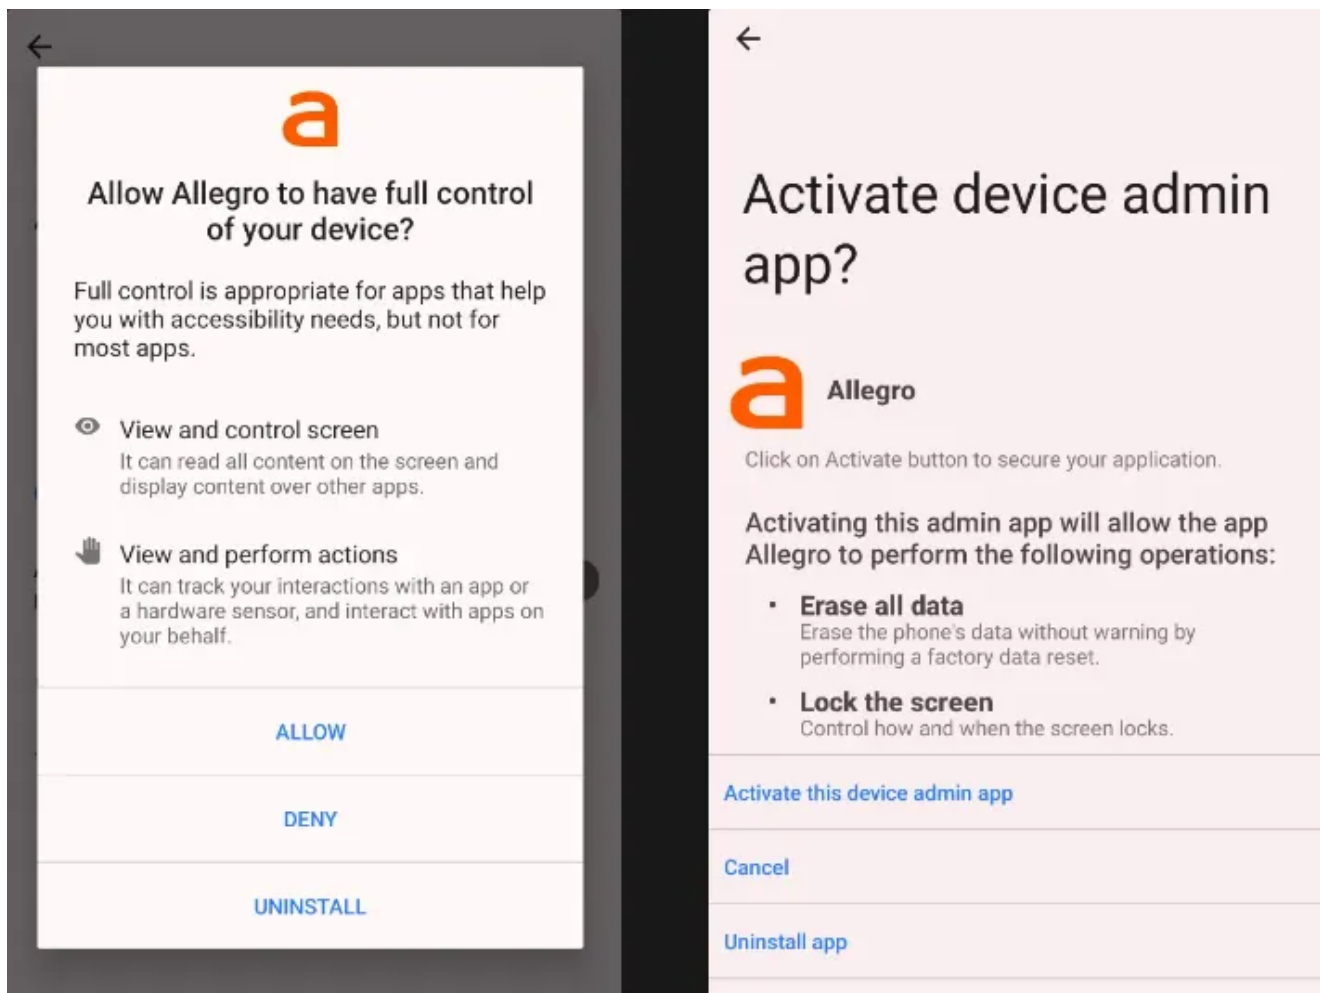 a
Allow Allegro to have full control
of your device?
Full control is appropriate for apps that help
you with accessibility needs, but not for
most apps.
View and control screen
It can read all content on the screen and
display content over other apps.
View and perform actions
It can track your interactions with an app or
a hardware sensor, and interact with apps on
your behalf.
ALLOW
DENY
UNINSTALL
Activate device admin
app?
a Allegro
Click on Activate button to secure your application.
Activating this admin app will allow the app
Allegro to perform the following operations:
• Erase all data
Erase the phone's data without warning by
performing a factory data reset.
• Lock the screen
Control how and when the screen locks.
Activate this device admin app
Cancel
Uninstall app